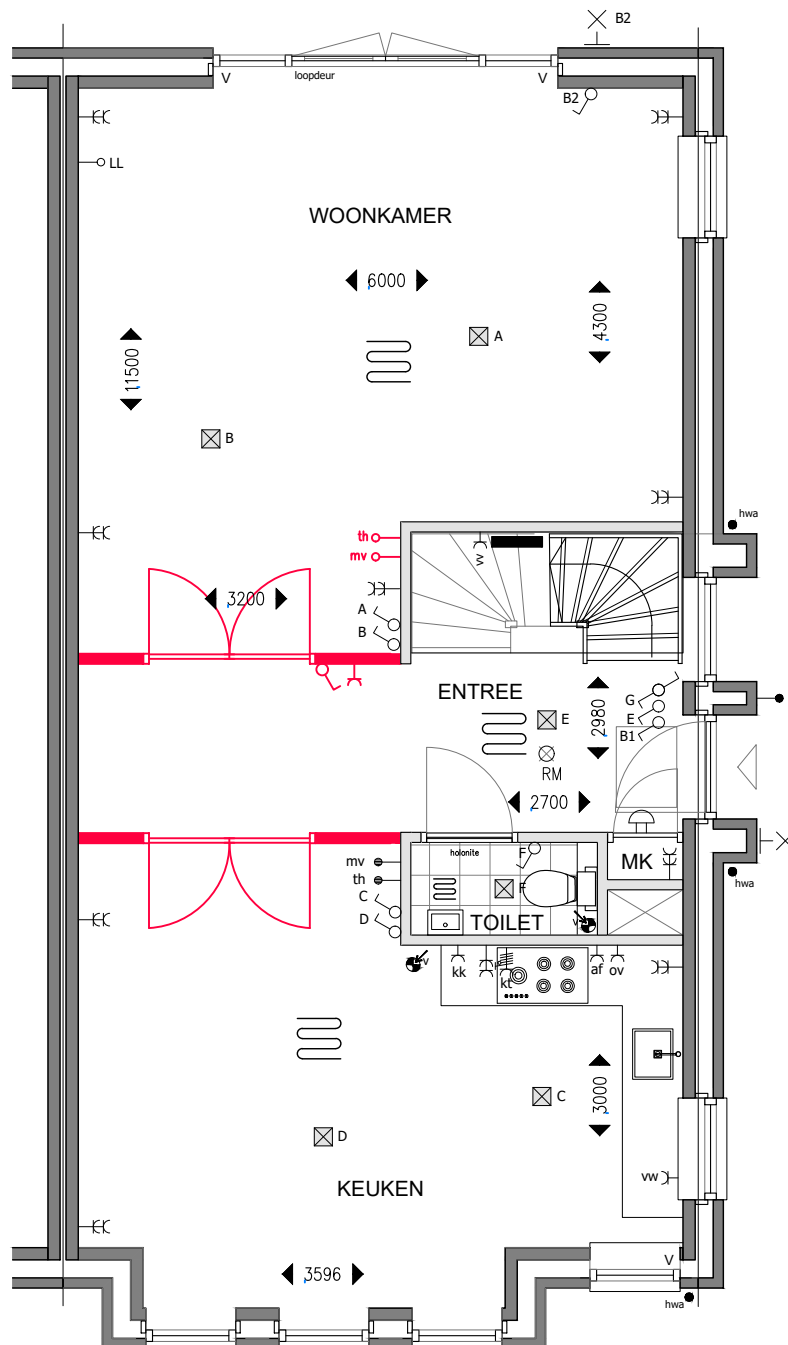 B2
V
loopdeur
V
B2
LL
WOONKAMER
6000
4300
11500
A
B
hwa
th
mv
vv
3200
A
B
ENTREE
2980
G
E
B1
E
RM
2700
holonite
F
MK
mv
th
C
D
F
TOILET
v
hwa
v
kk
kt
af
ov
C
3000
D
vw
KEUKEN
3596
V
hwa